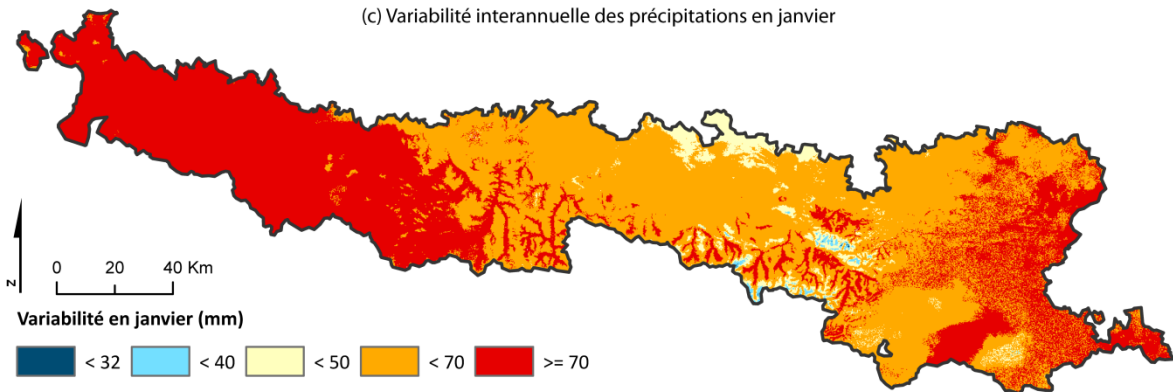 (c) Variabilité interannuelle des précipitations en janvier
N
0 20 40 Km
Variabilité en janvier (mm)
< 32 < 40 < 50 < 70 >= 70